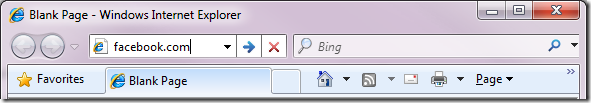 Blank Page - Windows Internet Explorer
facebook.com
Bing
Favorites
Blank Page
Page